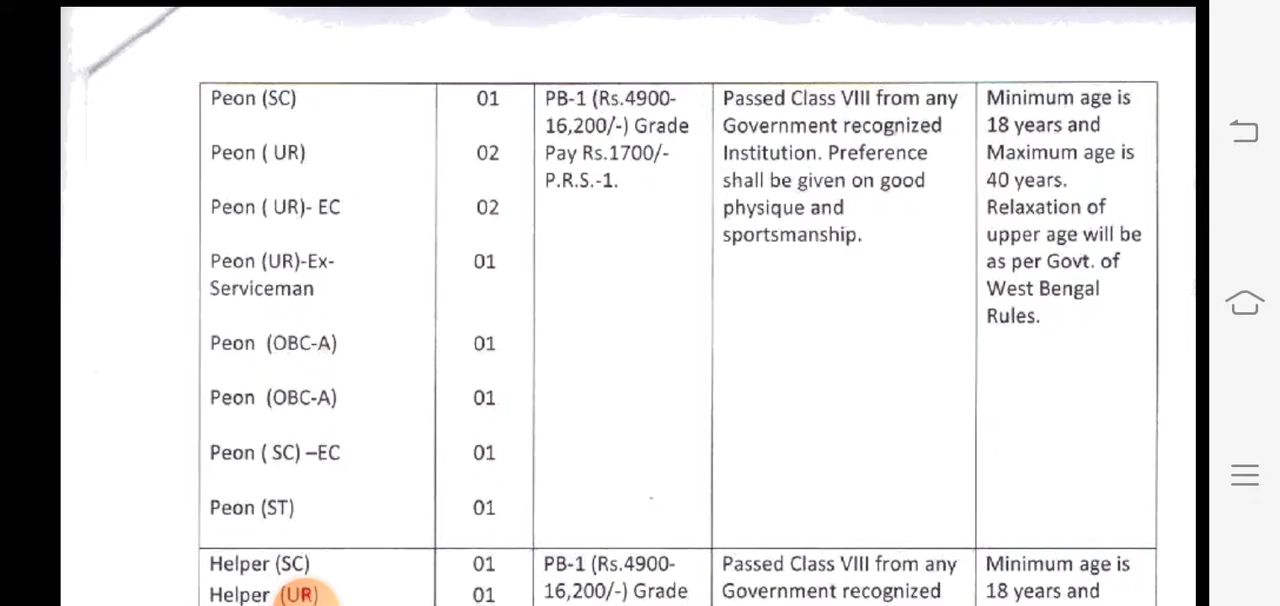 Peon (SC)
01
PB-1 (Rs.4900-
16,200/-) Grade
Pay Rs.1700/-
P.R.S.-1.
Passed Class VIII from any
Government recognized
Institution. Preference
shall be given on good
physique and
sportsmanship.
Minimum age is
18 years and
Maximum age is
40 years.
Relaxation of
upper age will be
as per Govt. of
West Bengal
Rules.
Peon ( UR)
02
Peon ( UR)- EC
02
Peon (UR)-Ex-
Serviceman
01
Peon (OBC-A)
01
Peon (OBC-A)
01
Peon ( SC) –EC
01
Peon (ST)
01
Helper (SC)
01
Helper (UR)
01
PB-1 (Rs.4900-
16,200/-) Grade
Passed Class VIII from any
Government recognized
Minimum age is
18 years and